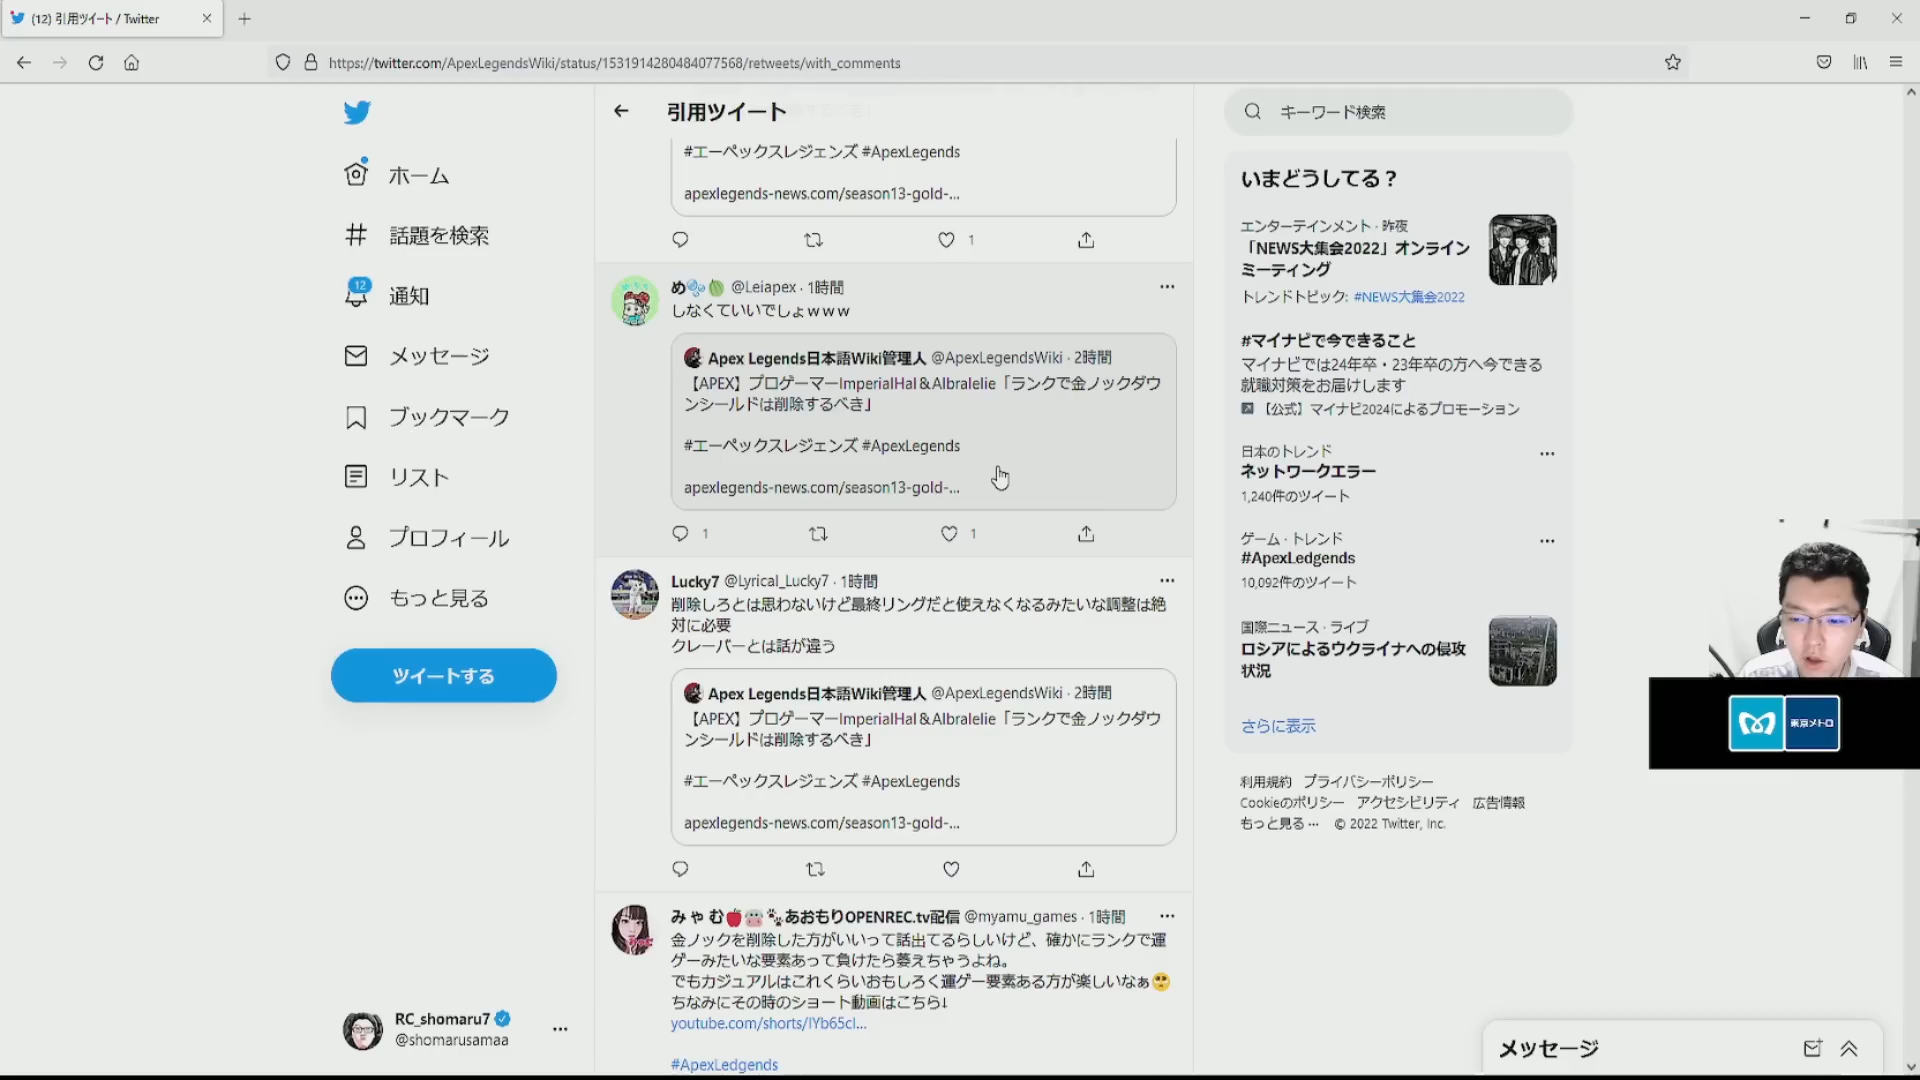 (12) 引用ツイート / Twitter
https://twitter.com/ApexLegendsWiki/status/1531914280484077568/retweets/with_comments
ホーム
話題を検索
12
通知
メッセージ
ブックマーク
リスト
プロフィール
もっと見る
ツイートする
RC_shomaru7
@shomarusamaa
引用ツイート
#エーペックスレジェンズ #ApexLegends
apexlegends-news.com/season13-gold-...
1
め @Leiapex · 1時間
しなくていいでしょｗｗｗ
Apex Legends日本語Wiki管理人 @ApexLegendsWiki · 2時間
【APEX】プロゲーマーImperialHal＆Albralelie「ランクで金ノックダウ
ンシールドは削除するべき」
#エーペックスレジェンズ #ApexLegends
apexlegends-news.com/season13-gold-...
1
1
Lucky7 @Lyrical_Lucky7 · 1時間
削除しろとは思わないけど最終リングだと使えなくなるみたいな調整は絶
対に必要
クレーバーとは話が違う
Apex Legends日本語Wiki管理人 @ApexLegendsWiki · 2時間
【APEX】プロゲーマーImperialHal＆Albralelie「ランクで金ノックダウ
ンシールドは削除するべき」
#エーペックスレジェンズ #ApexLegends
apexlegends-news.com/season13-gold-...
みゃむ🍎🐮🐾あおもりOPENREC.tv配信 @myamu_games · 1時間
金ノックを削除した方がいいって話出てるらしいけど、確かにランクで運
ゲーみたいな要素あって負けたら萎えちゃうよね。
でもカジュアルはこれくらいおもしろく運ゲー要素ある方が楽しいなぁ🥺
ちなみにその時のショート動画はこちら↓
youtube.com/shorts/IYb65cI...
#ApexLedgends
キーワード検索
いまどうしてる？
エンターテインメント · 昨夜
「NEWS大集会2022」オンライン
ミーティング
トレンドトピック: #NEWS大集会2022
#マイナビで今できること
マイナビでは24年卒・23年卒の方へ今できる
就職対策をお届けします
【公式】マイナビ2024によるプロモーション
日本のトレンド
ネットワークエラー
1,240件のツイート
ゲーム · トレンド
#ApexLedgends
10,092件のツイート
国際ニュース · ライブ
ロシアによるウクライナへの侵攻
状況
さらに表示
利用規約 プライバシーポリシー
Cookieのポリシー アクセシビリティ 広告情報
もっと見る ··· © 2022 Twitter, Inc.
東京メトロ
メッセージ